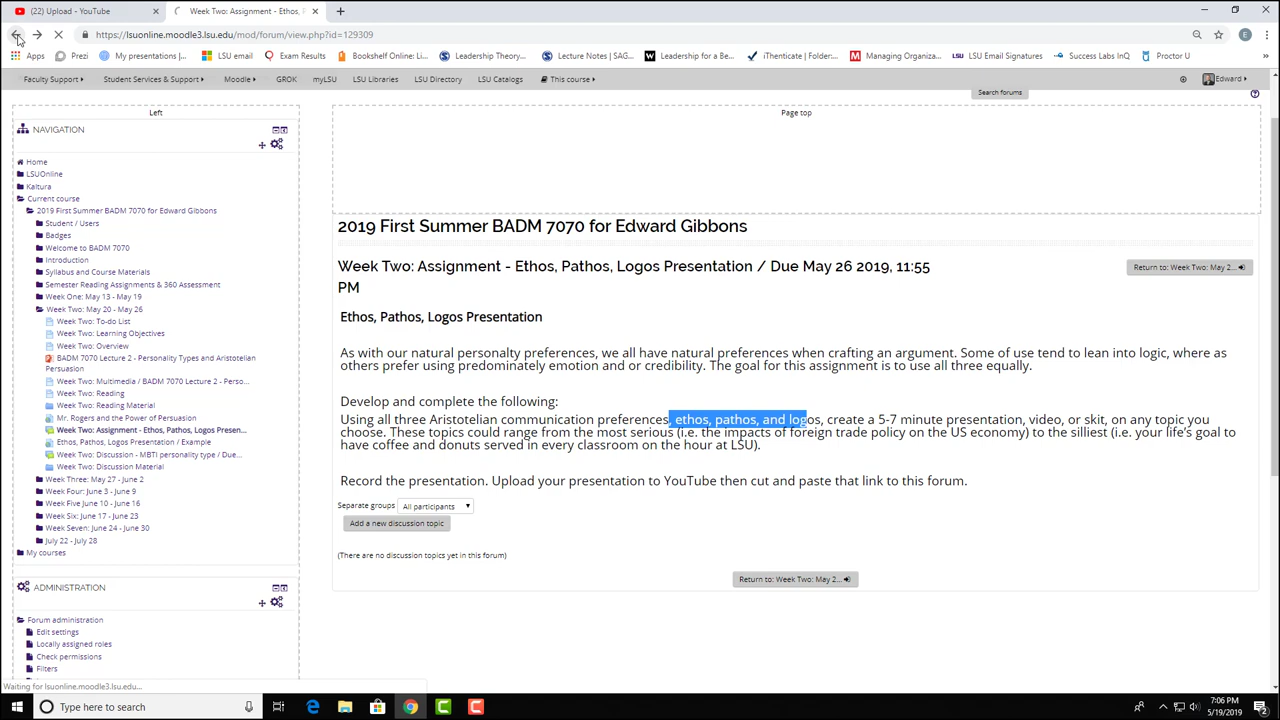 (22) Upload - YouTube
Week Two: Assignment - Ethos, P
https://lsuonline.moodle3.lsu.edu/mod/forum/view.php?id=129309
E
Apps
Prezi
My presentations |
LSU email
Exam Results
Bookshelf Online: Li...
Leadership Theory...
Lecture Notes | SAG...
Leadership for a Be...
iThenticate | Folder...
Managing Organiza...
LSU Email Signatures
Success Labs InQ
Proctor U
Faculty Support
Student Services & Support
Moodle
GROK
myLSU
LSU Libraries
LSU Directory
LSU Catalogs
This course
Edward
Search forums
Left
Page top
NAVIGATION
Home
LSUOnline
Kaltura
Current course
2019 First Summer BADM 7070 for Edward Gibbons
Student / Users
Badges
Welcome to BADM 7070
Introduction
Syllabus and Course Materials
Semester Reading Assignments & 360 Assessment
Week One: May 13 - May 19
Week Two: May 20 - May 26
Week Two: To-do List
Week Two: Learning Objectives
Week Two: Overview
BADM 7070 Lecture 2 - Personality Types and Aristotelian
Persuasion
Week Two: Multimedia / BADM 7070 Lecture 2 - Perso...
Week Two: Reading
Week Two: Reading Material
Mr. Rogers and the Power of Persuasion
Week Two: Assignment - Ethos, Pathos, Logos Presen...
Ethos, Pathos, Logos Presentation / Example
Week Two: Discussion - MBTI personality type / Due...
Week Two: Discussion Material
Week Three: May 27 - June 2
Week Four: June 3 - June 9
Week Five June 10 - June 16
Week Six: June 17 - June 23
Week Seven: June 24 - June 30
July 22 - July 28
My courses
ADMINISTRATION
Forum administration
Edit settings
Locally assigned roles
Check permissions
Filters
2019 First Summer BADM 7070 for Edward Gibbons
Week Two: Assignment - Ethos, Pathos, Logos Presentation / Due May 26 2019, 11:55
PM
Return to: Week Two: May 2...
Ethos, Pathos, Logos Presentation
As with our natural personalty preferences, we all have natural preferences when crafting an argument. Some of use tend to lean into logic, where as
others prefer using predominately emotion and or credibility. The goal for this assignment is to use all three equally.
Develop and complete the following:
Using all three Aristotelian communication preferences, ethos, pathos, and logos, create a 5-7 minute presentation, video, or skit, on any topic you
choose. These topics could range from the most serious (i.e. the impacts of foreign trade policy on the US economy) to the silliest (i.e. your life's goal to
have coffee and donuts served in every classroom on the hour at LSU).
Record the presentation. Upload your presentation to YouTube then cut and paste that link to this forum.
Separate groups
All participants
Add a new discussion topic
(There are no discussion topics yet in this forum)
Return to: Week Two: May 2...
Waiting for lsuonline.moodle3.lsu.edu...
Type here to search
7:06 PM
5/19/2019
2